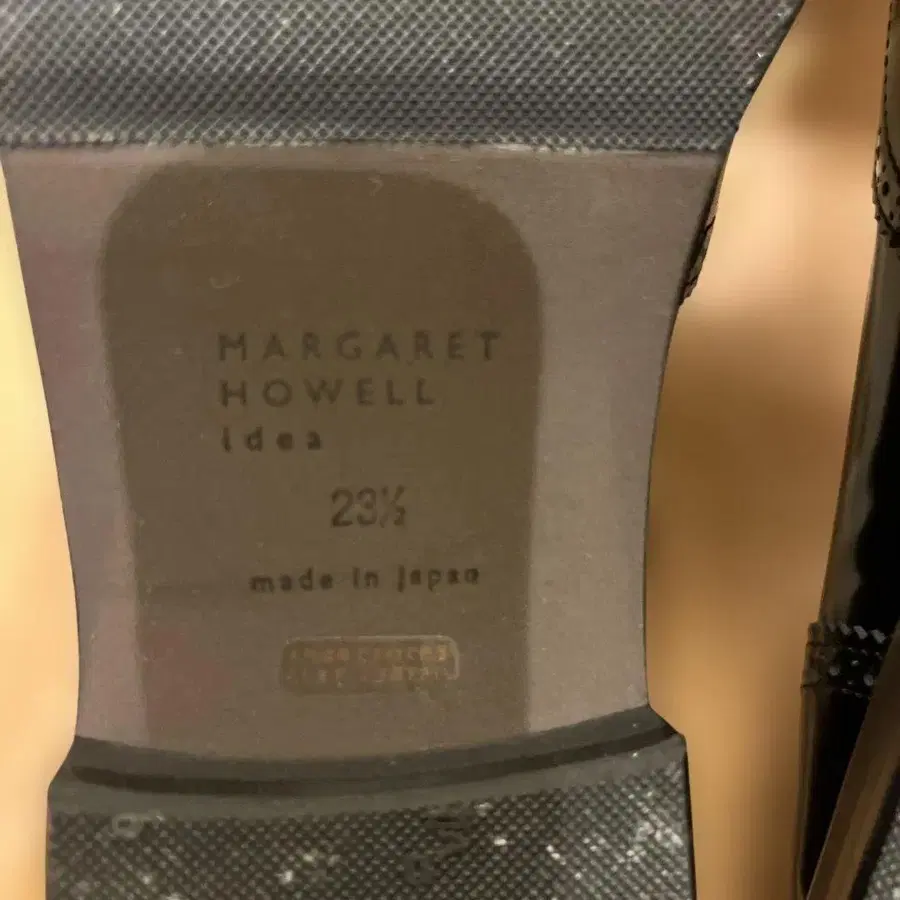 MARGARET
HOWELL
idea
23½
made in japan